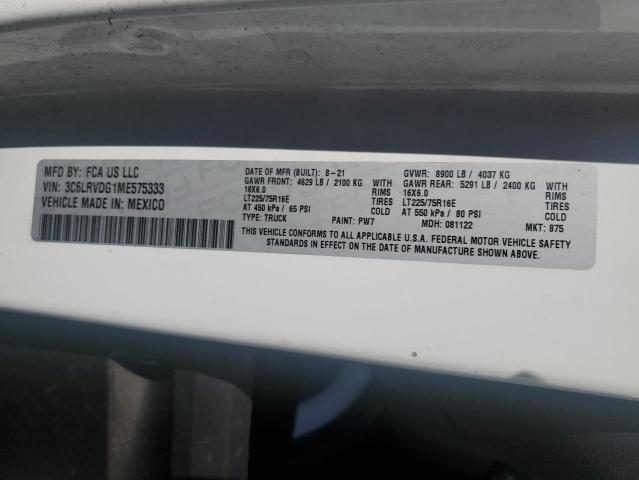 MFD BY: FCA US LLC
VIN: 3C6LRVDG1ME575333
VEHICLE MADE IN: MEXICO
DATE OF MFR (BUILT): 8-21 GVWR: 8900 LB / 4037 KG
GAWR FRONT: 4629 LB / 2100 KG WITH GAWR REAR: 5291 LB / 2400 KG WITH
16X6.0 RIMS 16X6.0 RIMS
LT225/75R16E TIRES LT225/75R16E TIRES
AT 450 kPa / 65 PSI COLD AT 550 kPa / 80 PSI COLD
TYPE: TRUCK PAINT: PW7 MDH: 081122 MKT: 875
THIS VEHICLE CONFORMS TO ALL APPLICABLE U.S.A. FEDERAL MOTOR VEHICLE SAFETY
STANDARDS IN EFFECT ON THE DATE OF MANUFACTURE SHOWN ABOVE.